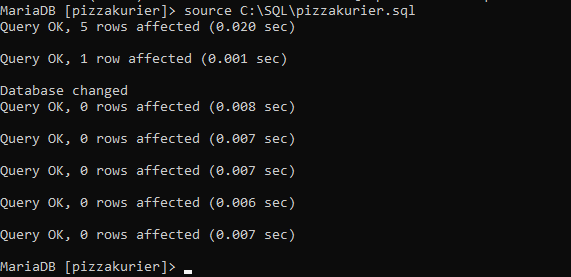 MariaDB [pizzakurier]> source C:\SQL\pizzakurier.sql
Query OK, 5 rows affected (0.020 sec)
Query OK, 1 row affected (0.001 sec)
Database changed
Query OK, 0 rows affected (0.008 sec)
Query OK, 0 rows affected (0.007 sec)
Query OK, 0 rows affected (0.007 sec)
Query OK, 0 rows affected (0.006 sec)
Query OK, 0 rows affected (0.007 sec)
MariaDB [pizzakurier]>